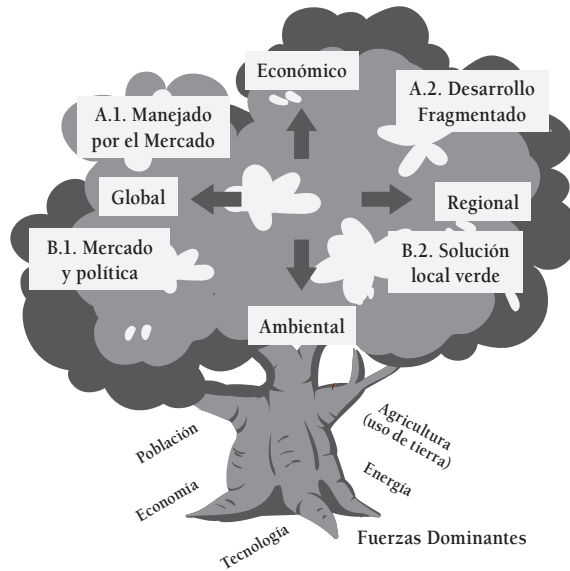 Económico
A.1. Manejado
por el Mercado
A.2. Desarrollo
Fragmentado
Global
Regional
B.1. Mercado
y política
B.2. Solución
local verde
Ambiental
Población
Economía
Tecnología
Agricultura
(uso de tierra)
Energía
Fuerzas Dominantes